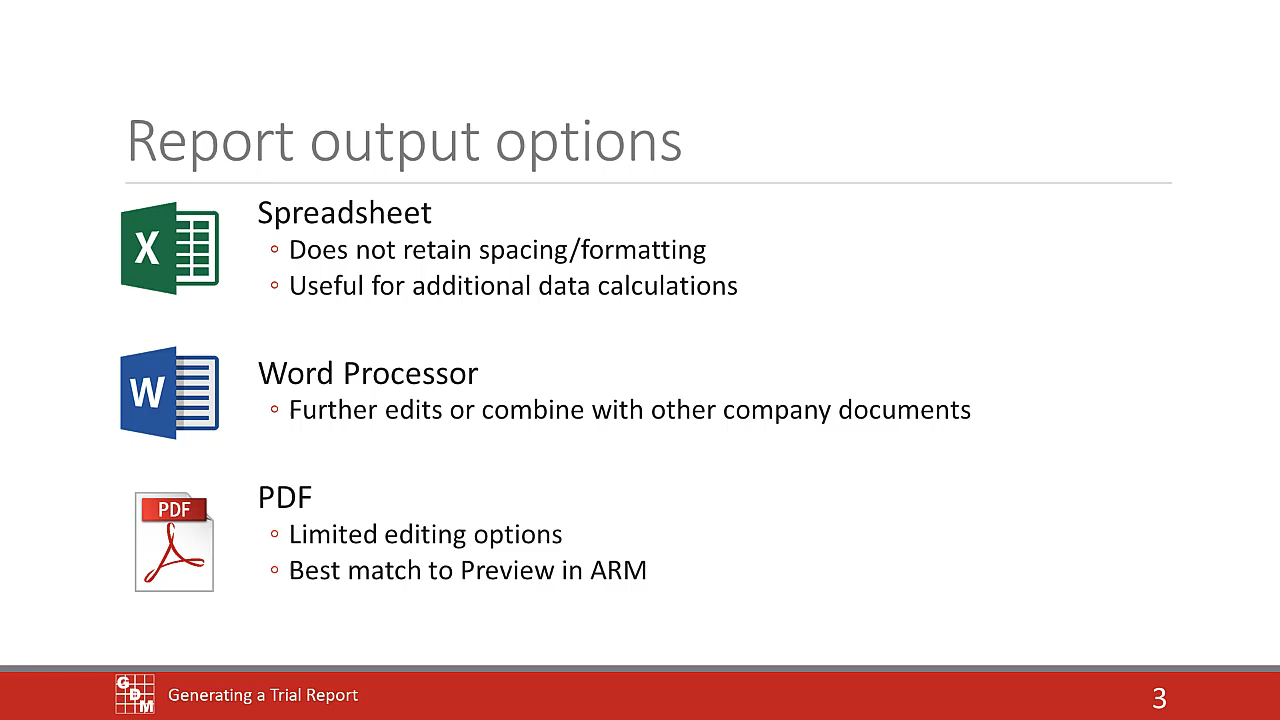 Report output options
X
Spreadsheet
◦ Does not retain spacing/formatting
◦ Useful for additional data calculations
W
Word Processor
◦ Further edits or combine with other company documents
PDF
PDF
◦ Limited editing options
◦ Best match to Preview in ARM
GDM
Generating a Trial Report
3